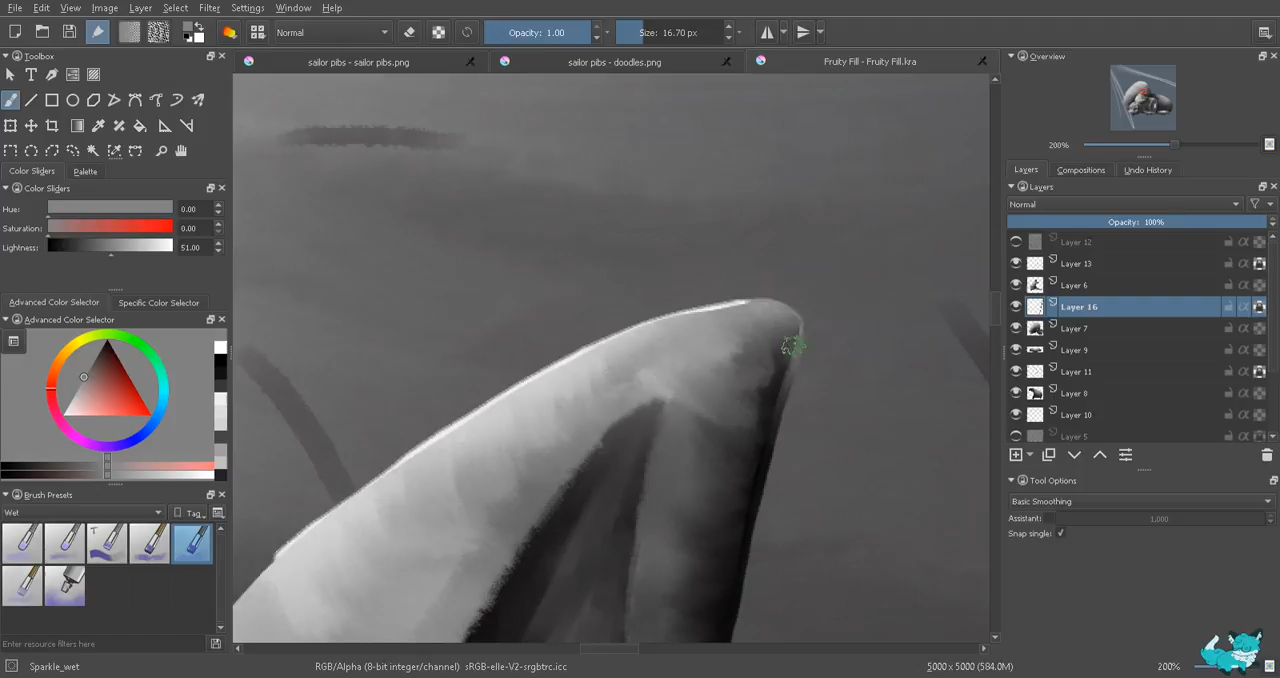 File Edit View Image Layer Select Filter Settings Window Help
Normal Opacity: 1.00 Size: 16.70 px
Toolbox
sailor pibs - sailor pibs.png sailor pibs - doodles.png Fruity Fill - Fruity Fill.kra
Overview
200%
Color Sliders Palette
Color Sliders
Hue: 0.00
Saturation: 0.00
Lightness: 51.00
Advanced Color Selector Specific Color Selector
Advanced Color Selector
Brush Presets
Wet Tag
T
Enter resource filters here
Layers Compositions Undo History
Layers
Normal
Opacity: 100%
Layer 12
Layer 13
Layer 6
Layer 16
Layer 7
Layer 9
Layer 11
Layer 8
Layer 10
Layer 5
Tool Options
Basic Smoothing
Assistant: 1,000
Snap single:
Sparkle_wet RGB/Alpha (8-bit integer/channel) sRGB-elle-V2-srgbtrc.icc 5000 x 5000 (584.0M) 200%